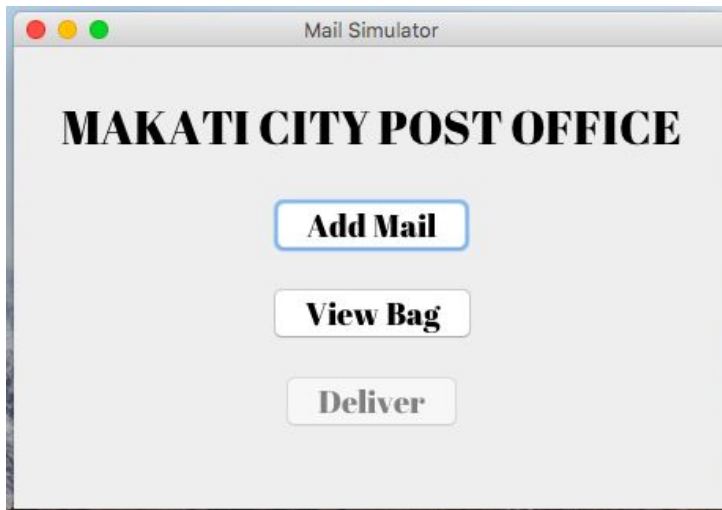 Mail Simulator
MAKATI CITY POST OFFICE
Add Mail
View Bag
Deliver